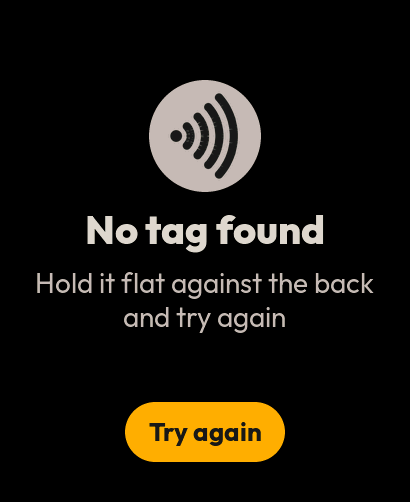 No tag found
Hold it flat against the back
and try again
Try again